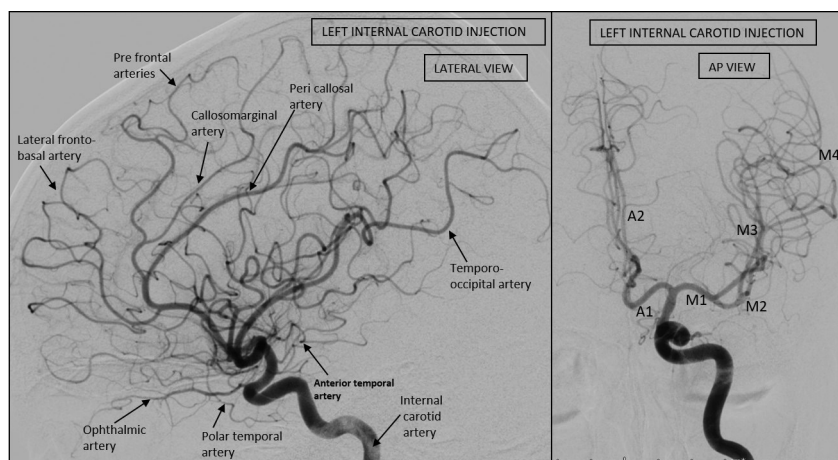 LEFT INTERNAL CAROTID INJECTION
LATERAL VIEW
Pre frontal
arteries
Peri callosal
artery
Callosomarginal
artery
Lateral fronto-
basal artery
Temporo-
occipital artery
Anterior temporal
artery
Internal
carotid
artery
Ophthalmic
artery
Polar temporal
artery
LEFT INTERNAL CAROTID INJECTION
AP VIEW
M4
A2
M3
M1
M2
A1